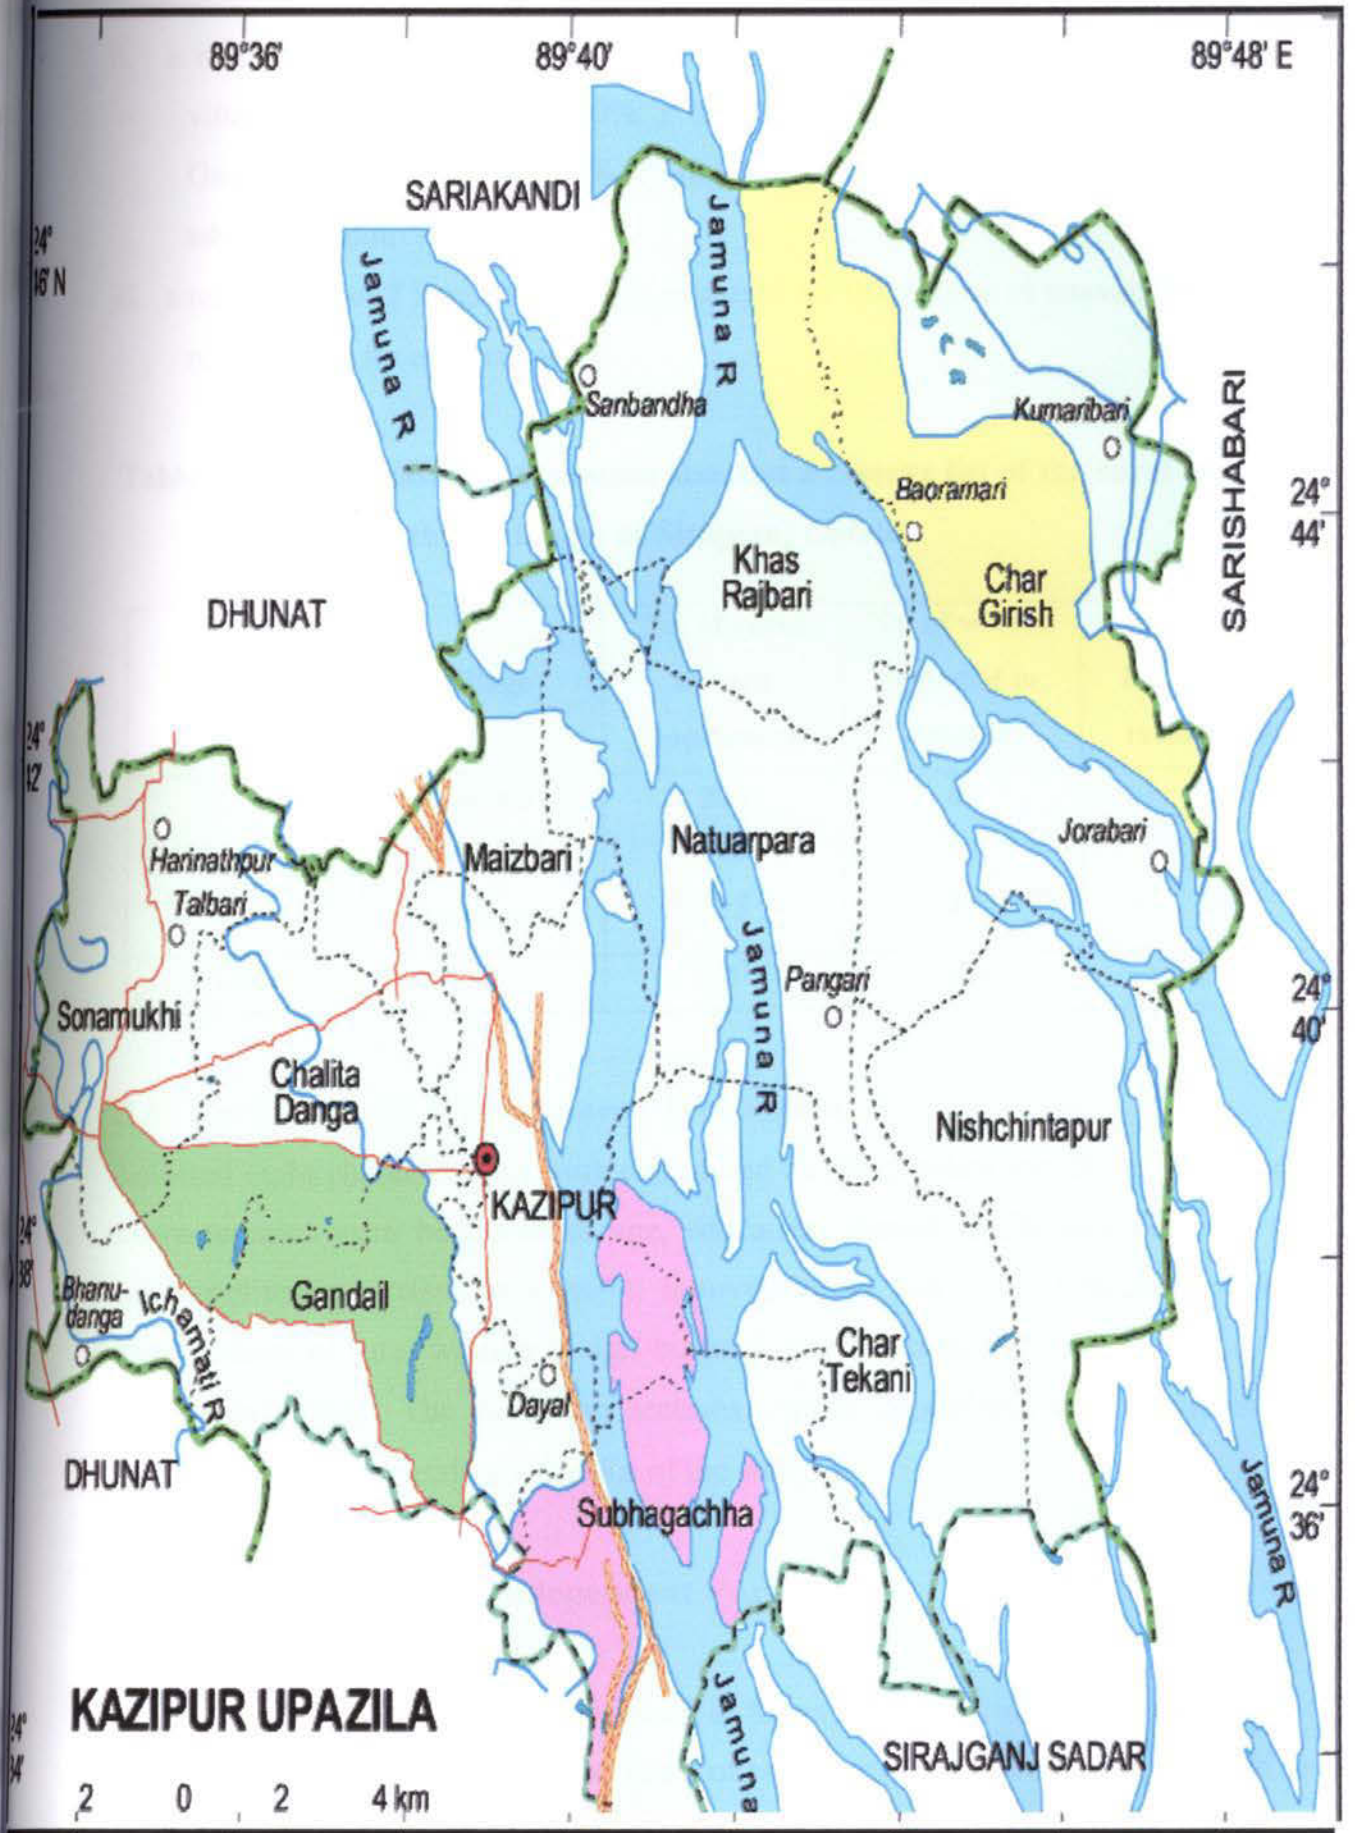 89°36'
89°40'
89°48' E
SARIAKANDI
Jamuna R
24°
46' N
Jamuna R
Sanbandha
Kumaribari
SARISHABARI
Baoramari
24°
44'
Khas
Rajbari
Char
Girish
DHUNAT
24°
42'
Harinathpur
Maizbari
Natuarpara
Jorabari
Talbari
Jamuna R
Pangari
24°
40'
Sonamukhi
Chalita
Danga
Nishchintapur
KAZIPUR
24°
38'
Bhanu-
danga
Ichamati R
Gandail
Char
Tekani
Dayal
DHUNAT
Subhagachha
24°
36'
Jamuna R
KAZIPUR UPAZILA
Jamuna
SIRAJGANJ SADAR
24°
34'
2 0 2 4 km